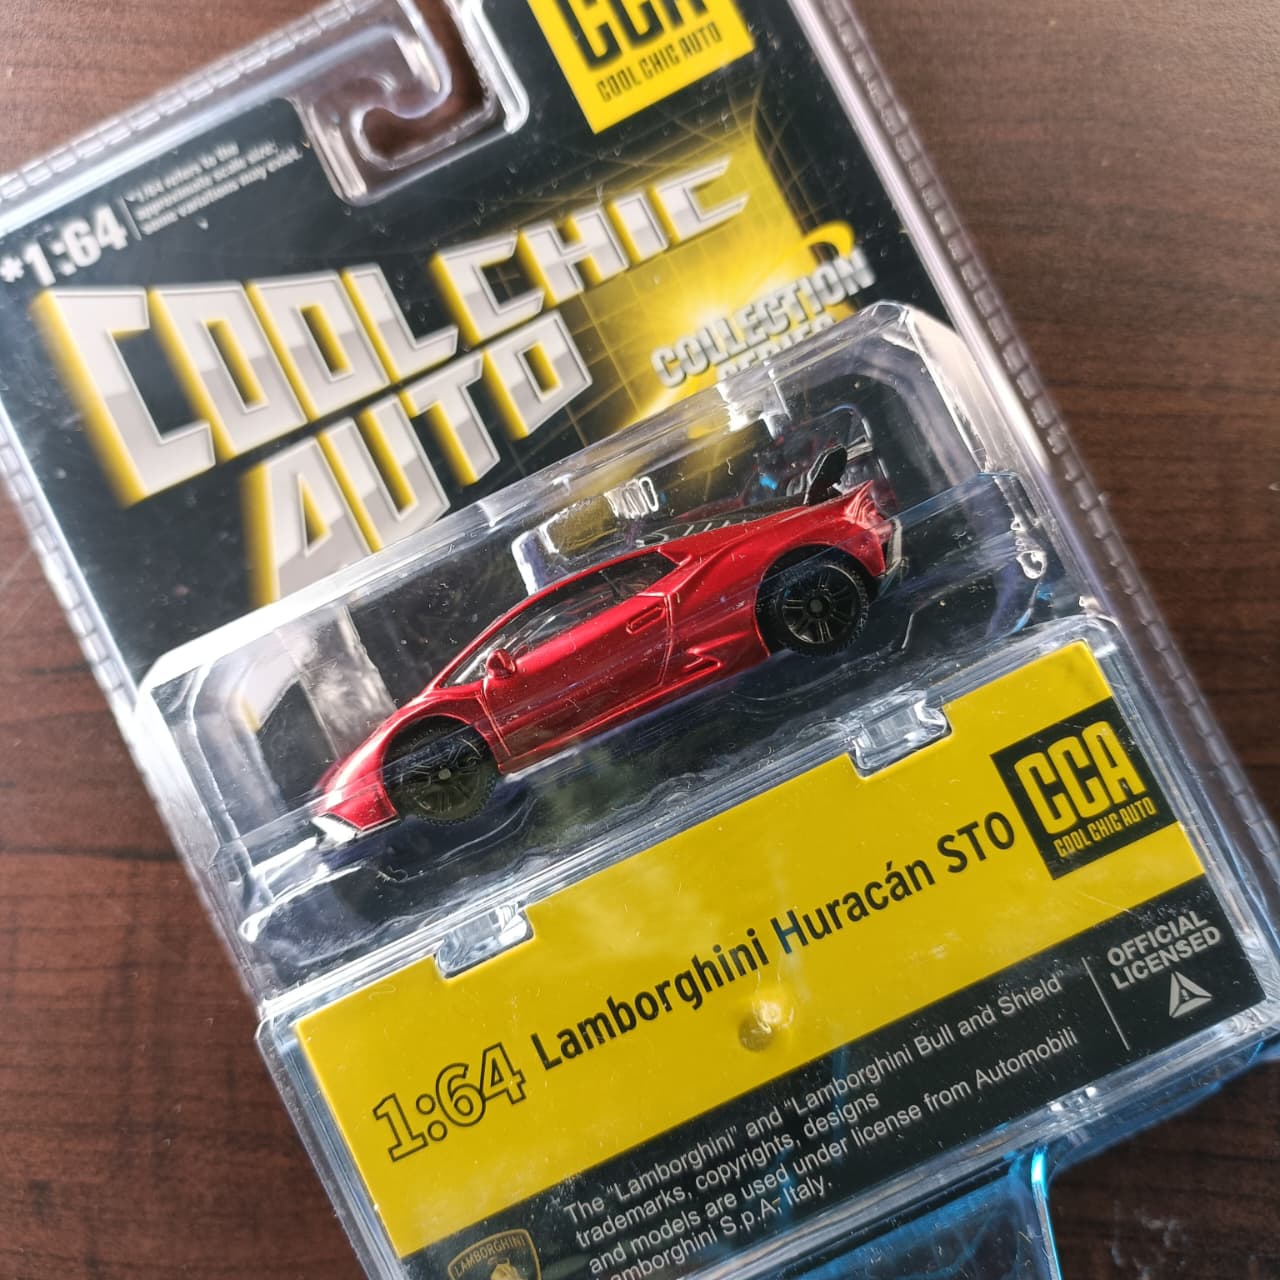 CCA
COOL CHIC AUTO
*1:64
*1/64 refers to the
approximate scale size;
some variations may exist.
COOL CHIC
AUTO
COLLECTION
SERIES
1:64 Lamborghini Huracán STO
CCA
COOL CHIC AUTO
OFFICIAL
LICENSED
The "Lamborghini" and "Lamborghini Bull and Shield"
trademarks, copyrights, designs
and models are used under license from Automobili
Lamborghini S.p.A, Italy.
LAMBORGHINI